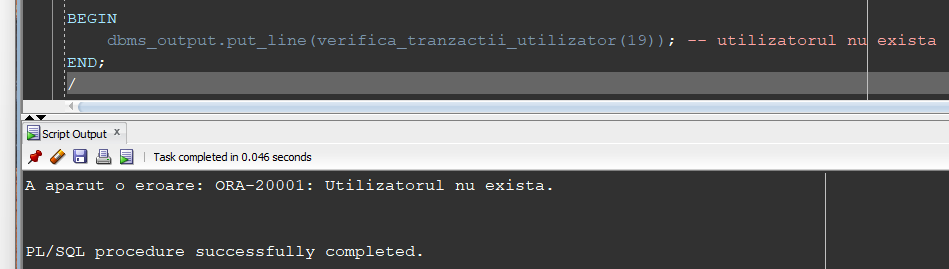 BEGIN
dbms_output.put_line(verifica_tranzactii_utilizator(19)); -- utilizatorul nu exista
END;
/
Script Output x
Task completed in 0.046 seconds
A aparut o eroare: ORA-20001: Utilizatorul nu exista.
PL/SQL procedure successfully completed.